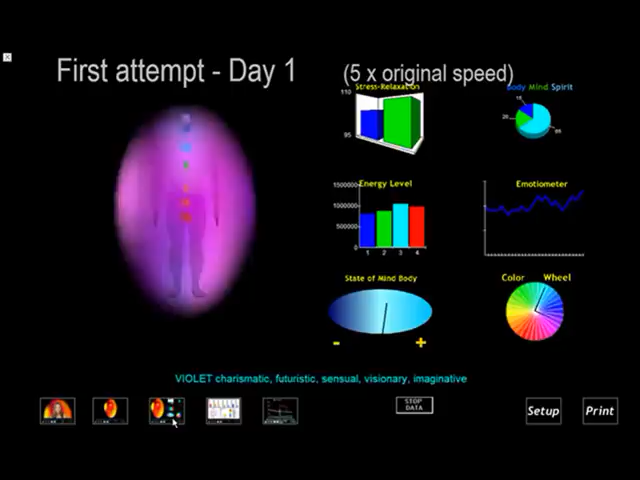 First attempt - Day 1 (5 x original speed)
Stress-Relaxation
110
95
Body Mind Spirit
Energy Level
1500000
1000000
500000
0
1 2 3 4
Emotiometer
State of Mind Body
- +
Color Wheel
VIOLET charismatic, futuristic, sensual, visionary, imaginative
STOP
DATA
Setup
Print